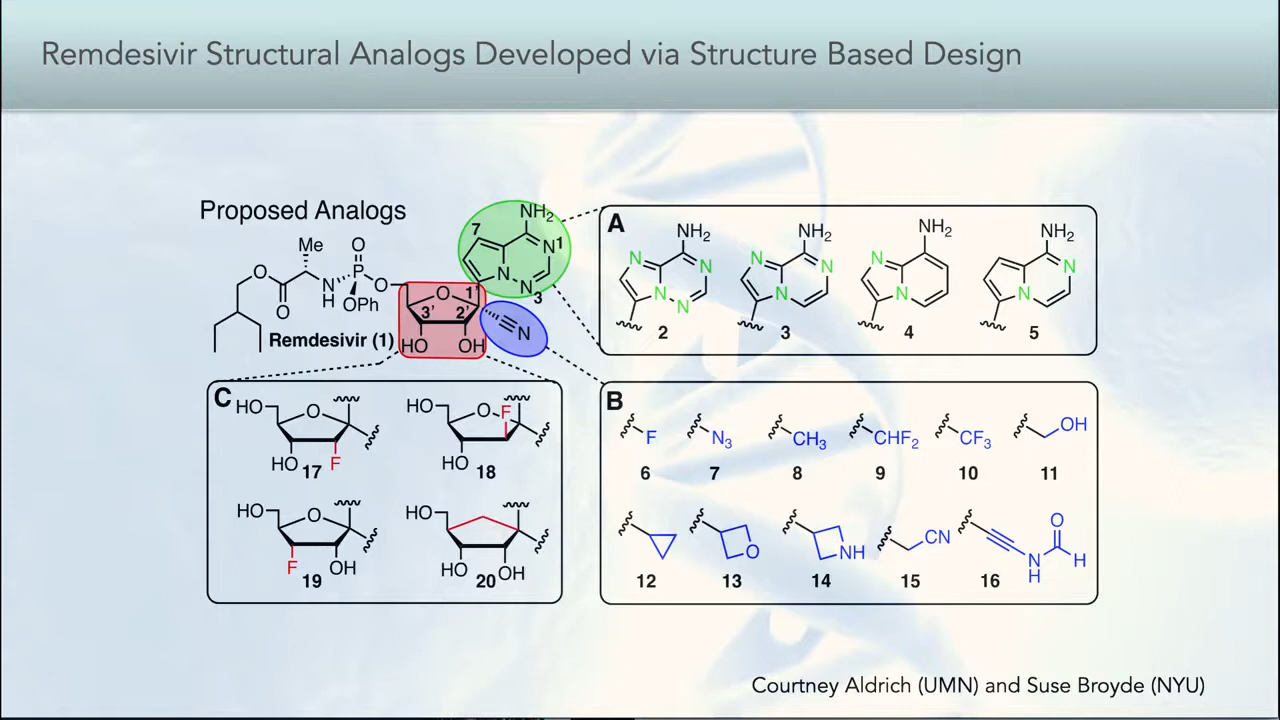 Remdesivir Structural Analogs Developed via Structure Based Design
Proposed Analogs
Me
O
O
O
N
H
P
O
OPh
O
1'
3'
2'
HO
OH
N
Remdesivir (1)
NH2
7
N1
N
N
3
A
NH2
N
N
N
N
2
NH2
N
N
N
3
NH2
N
N
4
NH2
N
N
5
C
HO
O
HO
F
17
HO
O
F
HO
18
HO
O
F
OH
19
HO
HO
OH
20
B
F
6
N3
7
CH3
8
CHF2
9
CF3
10
OH
11
12
O
13
NH
14
CN
15
O
N
H
H
16
Courtney Aldrich (UMN) and Suse Broyde (NYU)